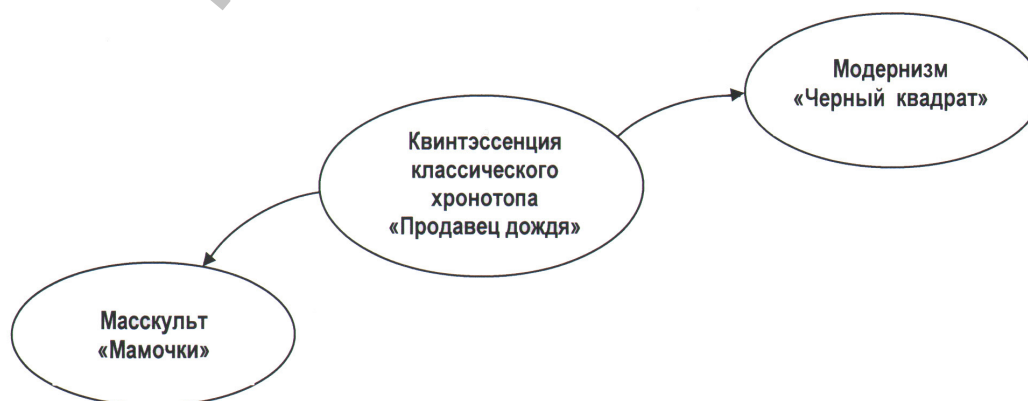 Модернизм
«Черный квадрат»
Квинтэссенция
классического
хронотопа
«Продавец дождя»
Масскульт
«Мамочки»